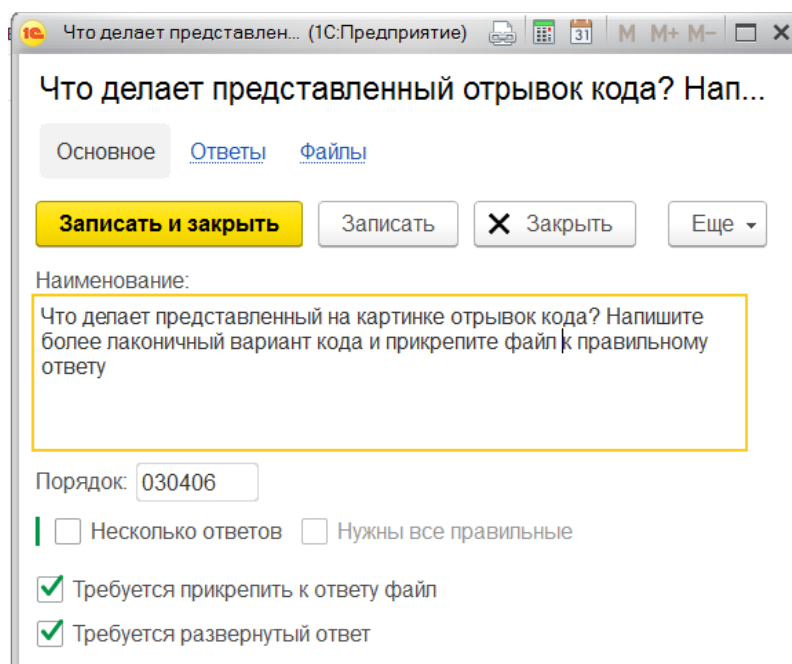 1С Что делает представлен... (1С:Предприятие) 31 M M+ M-
Что делает представленный отрывок кода? Нап...
Основное Ответы Файлы
Записать и закрыть Записать Закрыть Еще
Наименование:
Что делает представленный на картинке отрывок кода? Напишите
более лаконичный вариант кода и прикрепите файл к правильному
ответу
Порядок: 030406
Несколько ответов Нужны все правильные
Требуется прикрепить к ответу файл
Требуется развернутый ответ